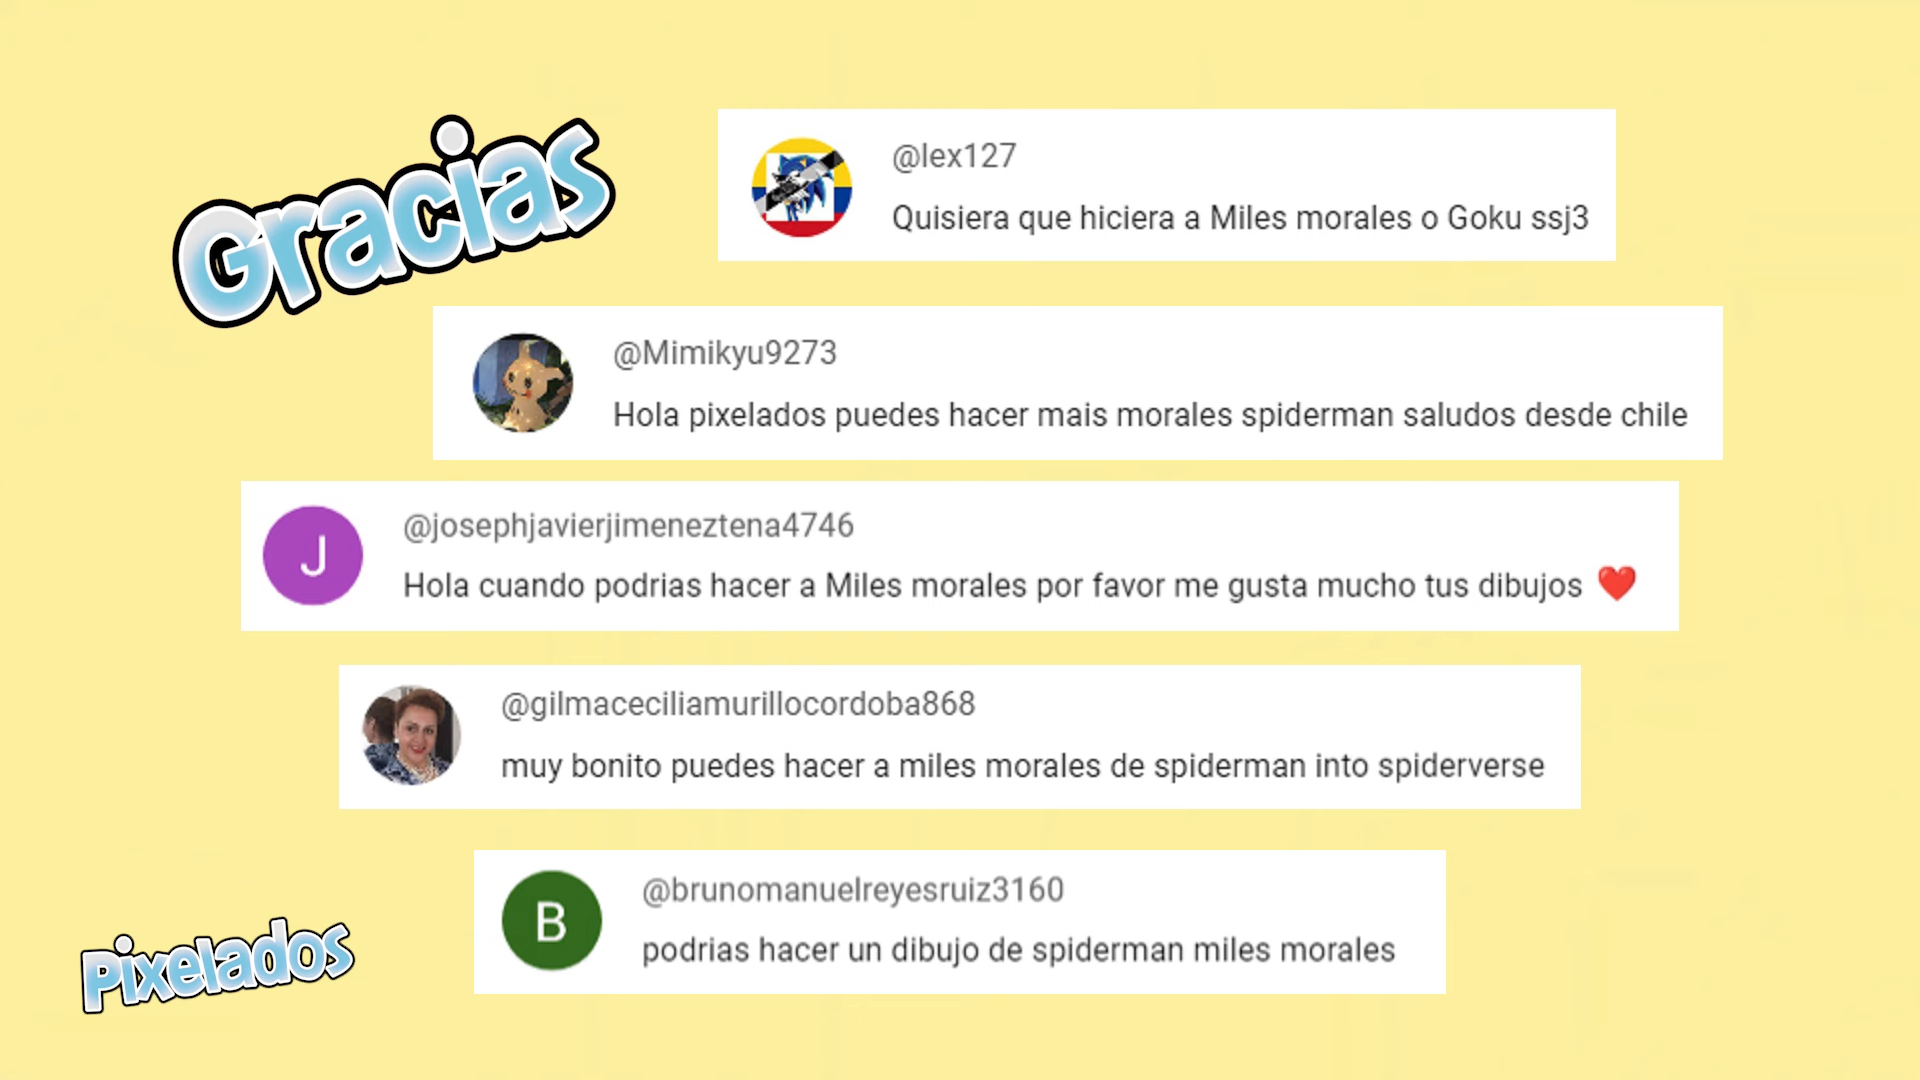 Gracias
@lex127
Quisiera que hiciera a Miles morales o Goku ssj3
@Mimikyu9273
Hola pixelados puedes hacer mais morales spiderman saludos desde chile
J
@josephjavierjimeneztena4746
Hola cuando podrias hacer a Miles morales por favor me gusta mucho tus dibujos ❤️
@gilmaceciliamurillocordoba868
muy bonito puedes hacer a miles morales de spiderman into spiderverse
B
@brunomanuelreyesruiz3160
podrias hacer un dibujo de spiderman miles morales
Pixelados